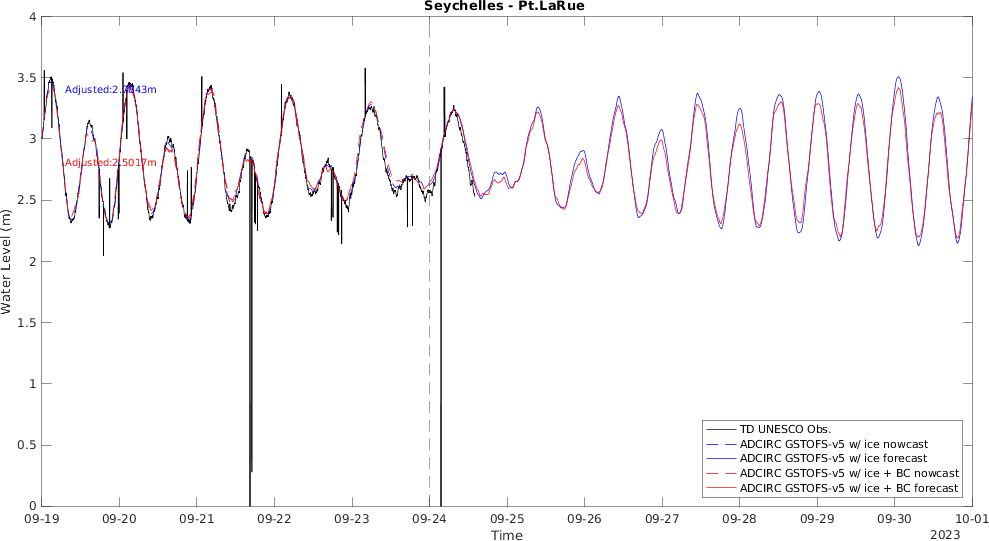 Seychelles - Pt.LaRue
Water Level (m)
4
3.5
3
2.5
2
1.5
1
0.5
0
Adjusted:2.7843m
Adjusted:2.5017m
TD UNESCO Obs.
ADCIRC GSTOFS-v5 w/ ice nowcast
ADCIRC GSTOFS-v5 w/ ice forecast
ADCIRC GSTOFS-v5 w/ ice + BC nowcast
ADCIRC GSTOFS-v5 w/ ice + BC forecast
09-19 09-20 09-21 09-22 09-23 09-24 09-25 09-26 09-27 09-28 09-29 09-30 10-01
Time
2023